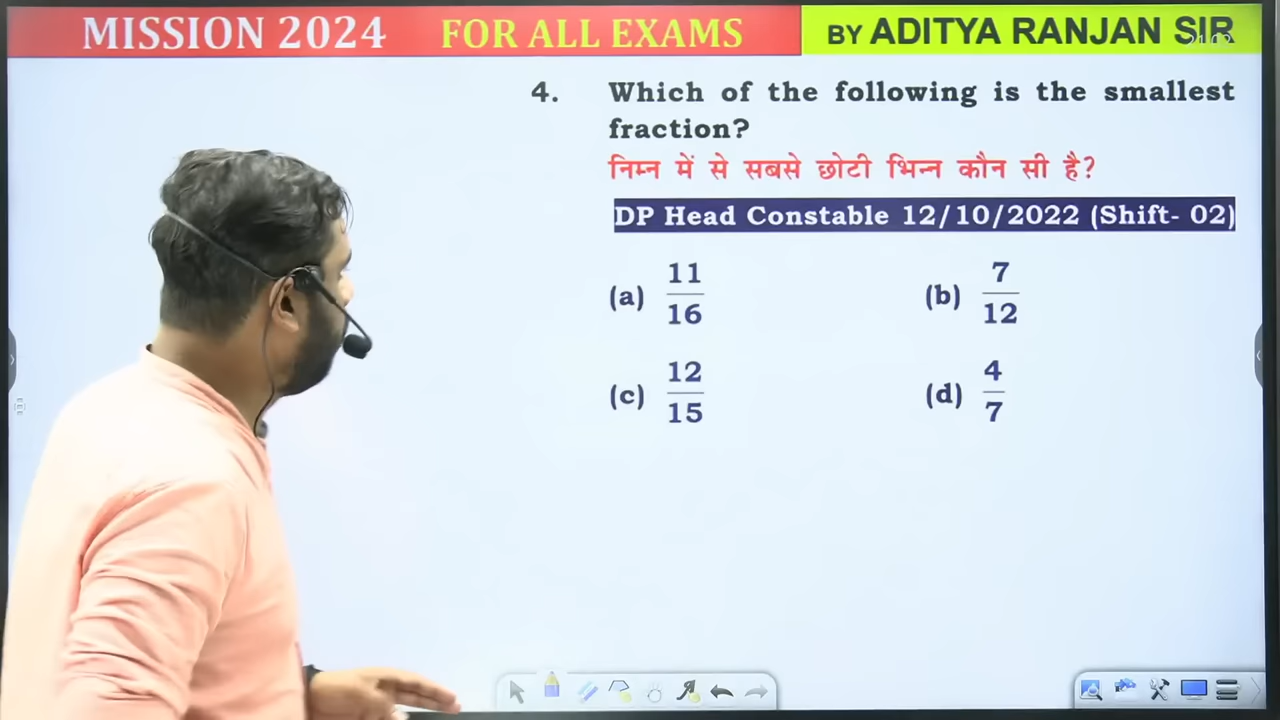 MISSION 2024 FOR ALL EXAMS BY ADITYA RANJAN SIR
4. Which of the following is the smallest
fraction?
निम्न में से सबसे छोटी भिन्न कौन सी है?
DP Head Constable 12/10/2022 (Shift- 02)
(a) 11/16 (b) 7/12
(c) 12/15 (d) 4/7